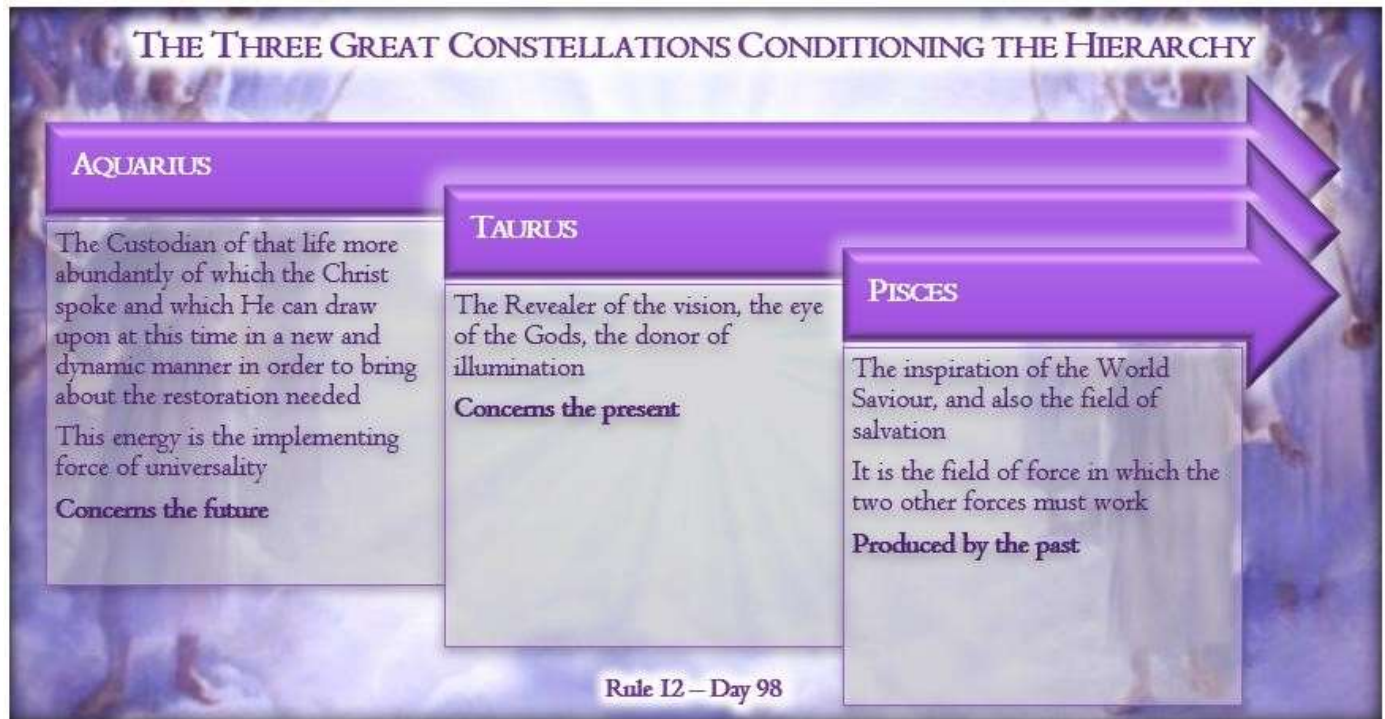 THE THREE GREAT CONSTELLATIONS CONDITIONING THE HIERARCHY
AQUARIUS
The Custodian of that life more
abundantly of which the Christ
spoke and which He can draw
upon at this time in a new and
dynamic manner in order to bring
about the restoration needed
This energy is the implementing
force of universality
Concerns the future
TAURUS
The Revealer of the vision, the eye
of the Gods, the donor of
illumination
Concerns the present
PISCES
The inspiration of the World
Saviour, and also the field of
salvation
It is the field of force in which the
two other forces must work
Produced by the past
Rule 12 – Day 98